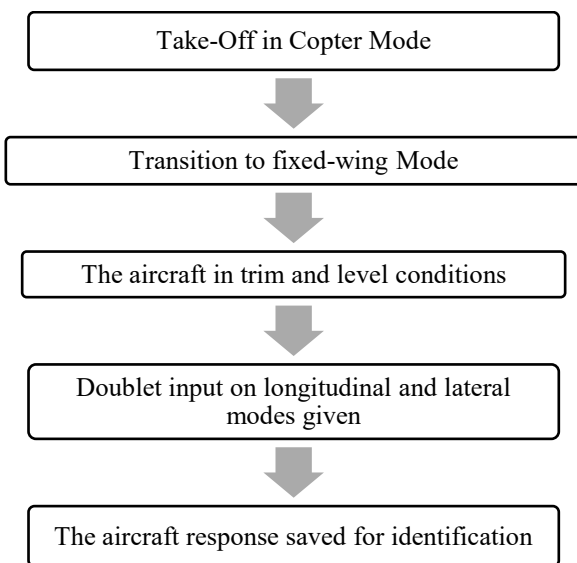 Take-Off in Copter Mode
Transition to fixed-wing Mode
The aircraft in trim and level conditions
Doublet input on longitudinal and lateral
modes given
The aircraft response saved for identification